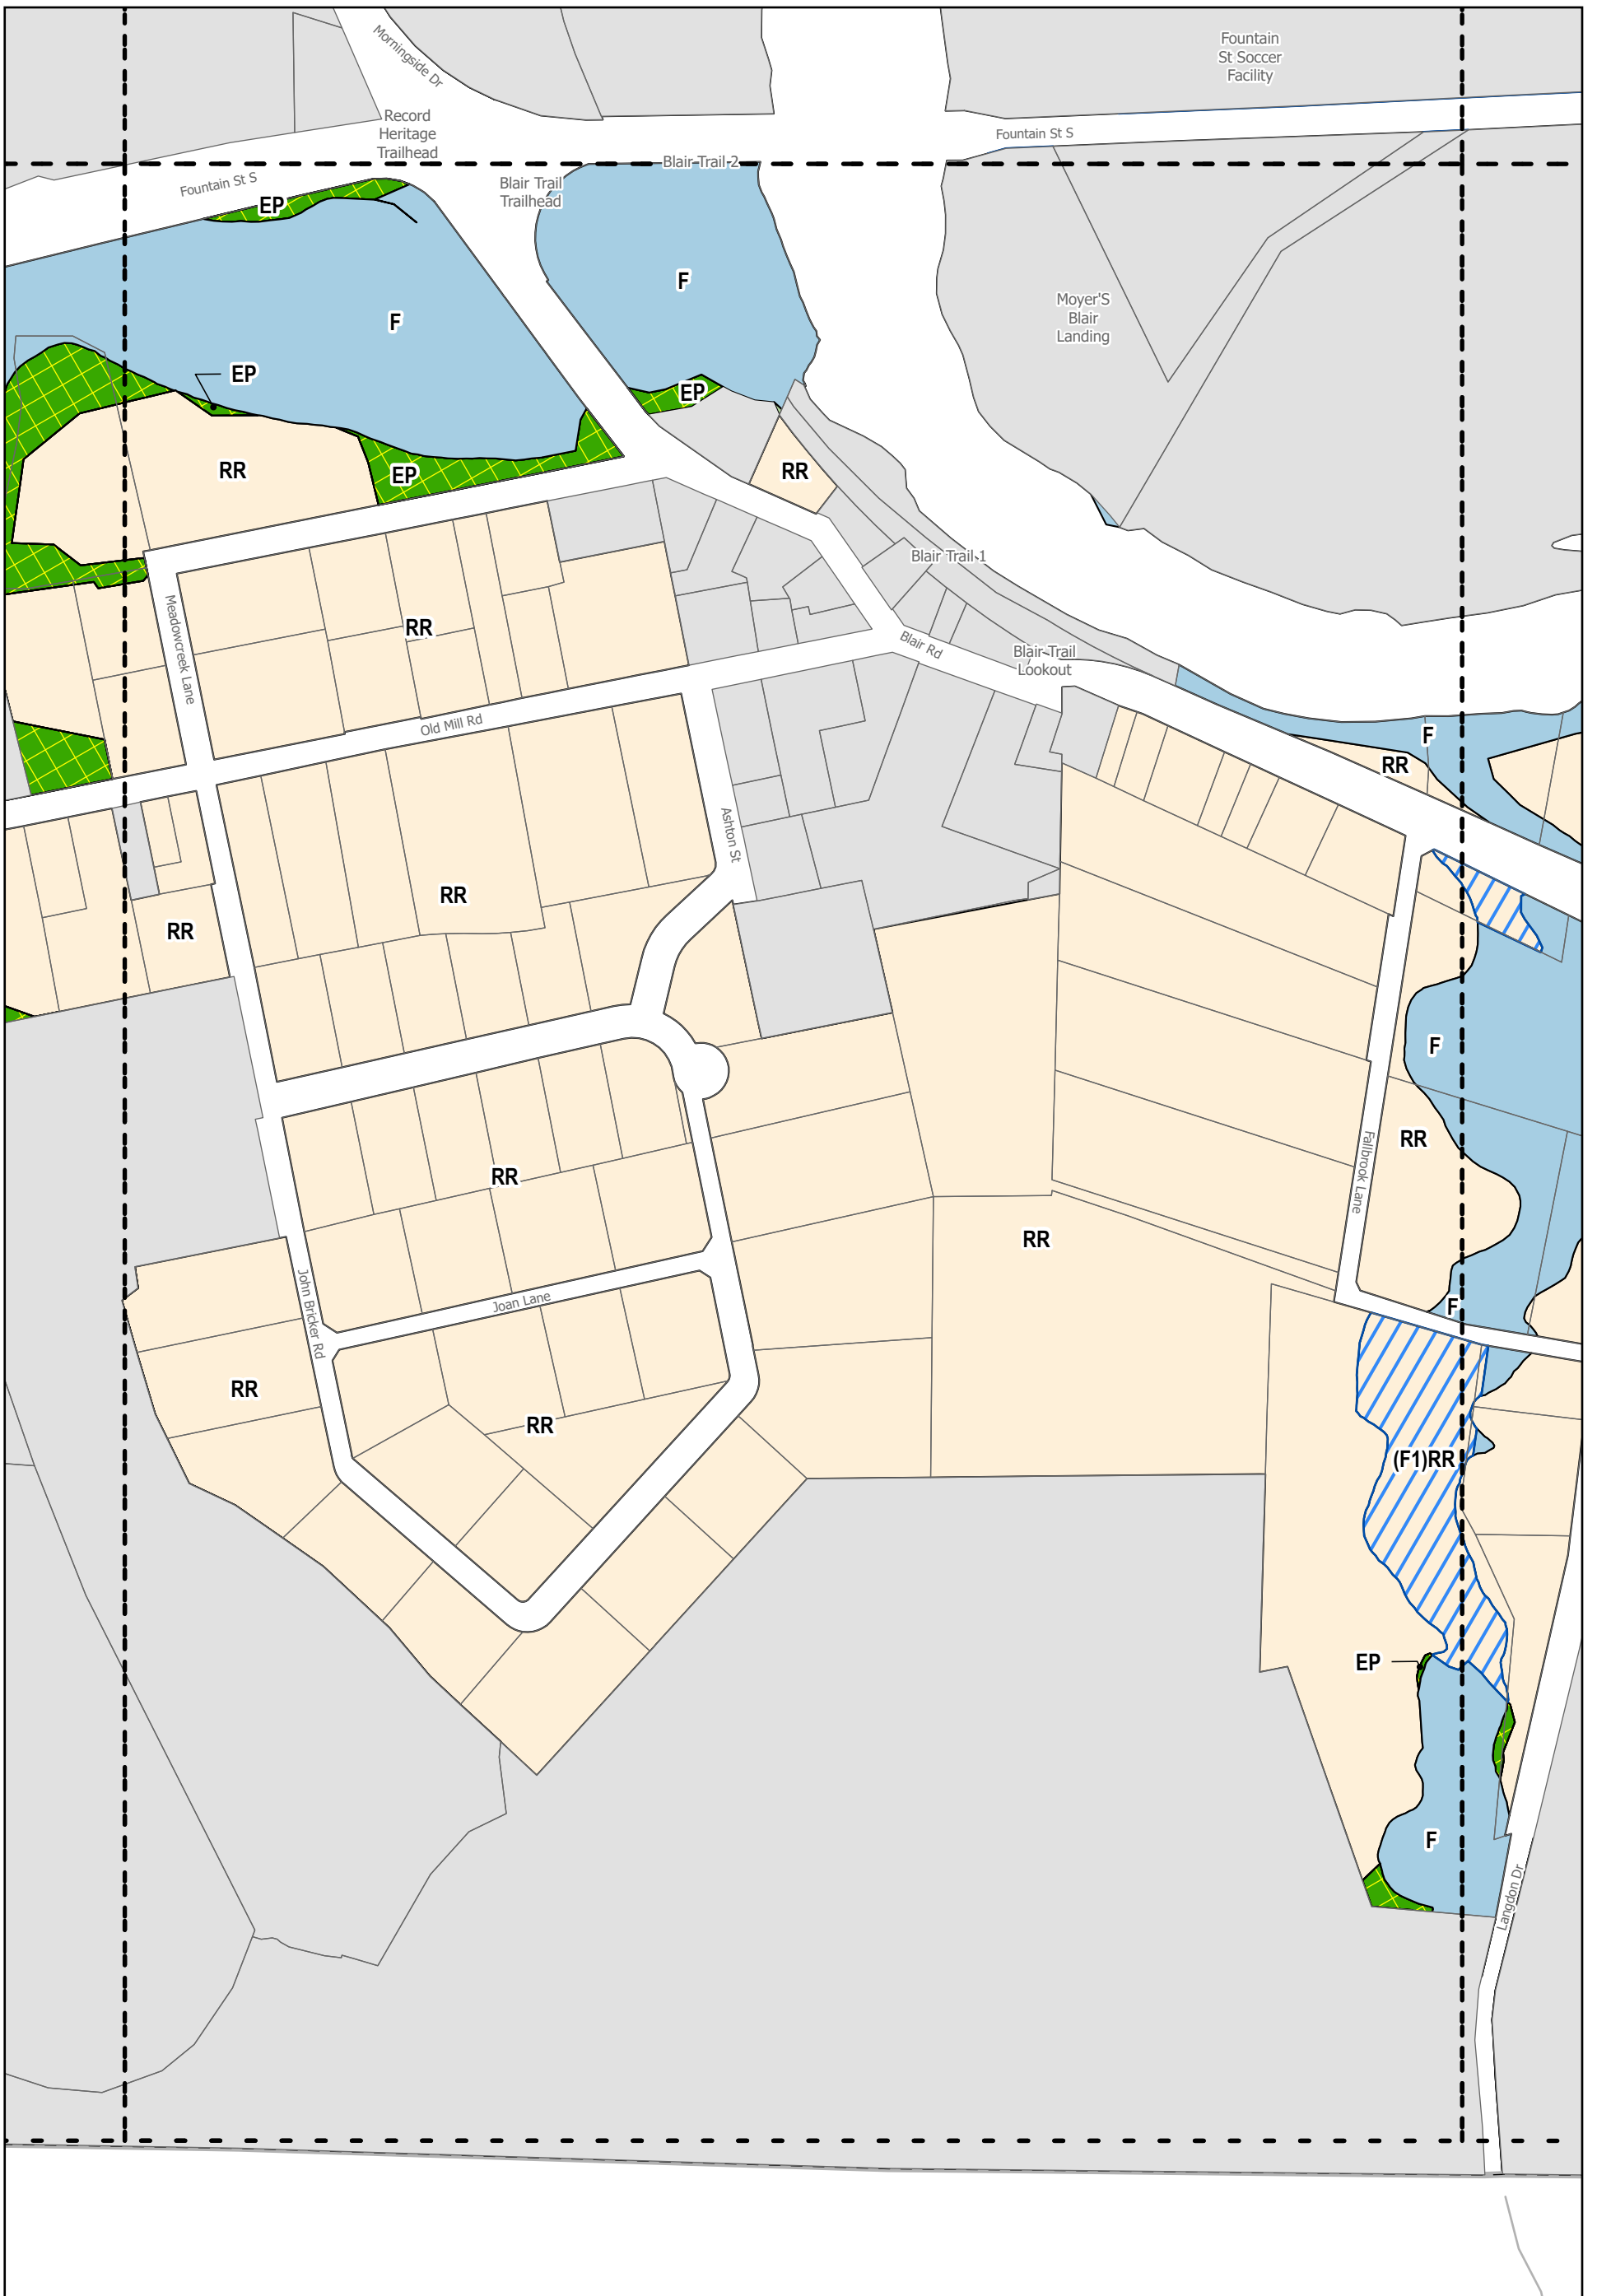 Morningside Dr
Fountain
St Soccer
Facility
Record
Heritage
Trailhead
Fountain St S
Blair Trail 2
Fountain St S
Blair Trail
Trailhead
EP
F
F
Moyer'S
Blair
Landing
EP
EP
RR
EP
RR
Blair Trail 1
Meadowcreek Lane
RR
Blair Rd
Blair Trail
Lookout
Old Mill Rd
F
RR
Ashton St
RR
RR
F
RR
Fallbrook Lane
RR
RR
John Bricker Rd
Joan Lane
F
RR
RR
(F1)RR
EP
F
Langdon Dr